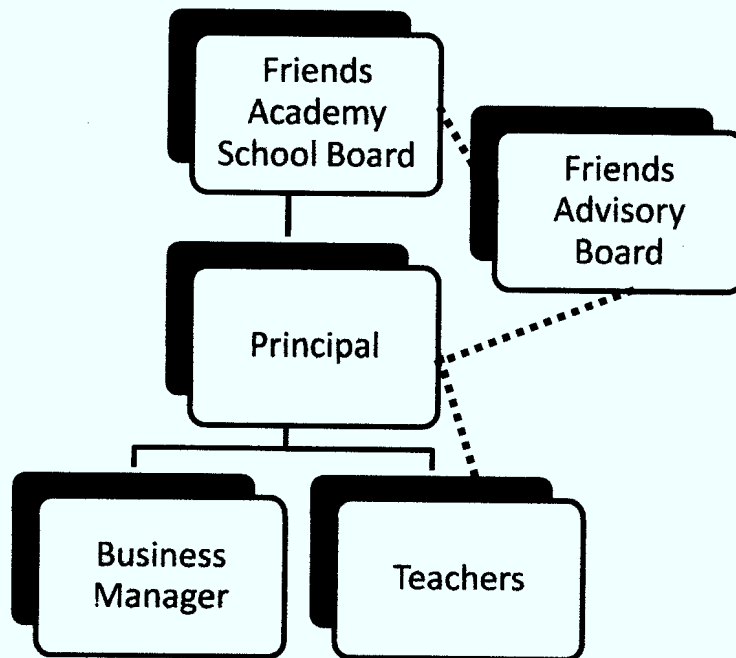 Friends
Academy
School Board
Friends
Advisory
Board
Principal
Business
Manager
Teachers